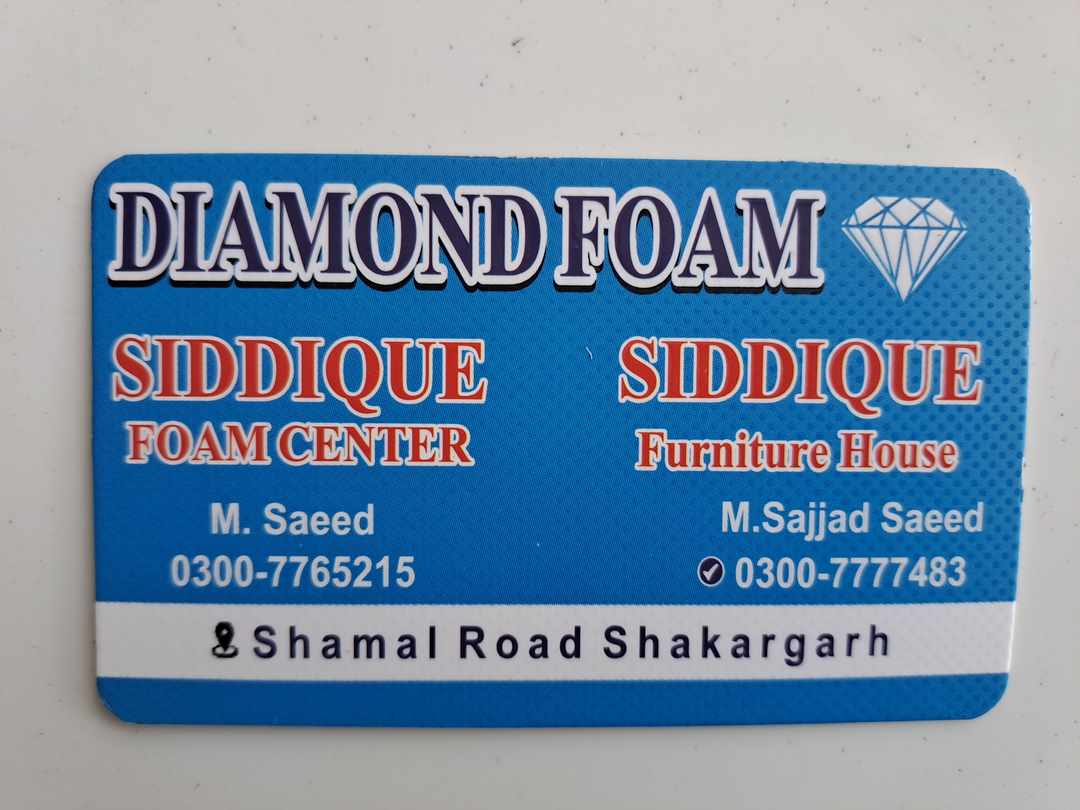 DIAMOND FOAM
SIDDIQUE
FOAM CENTER
M. Saeed
0300-7765215
SIDDIQUE
Furniture House
M.Sajjad Saeed
0300-7777483
Shamal Road Shakargarh